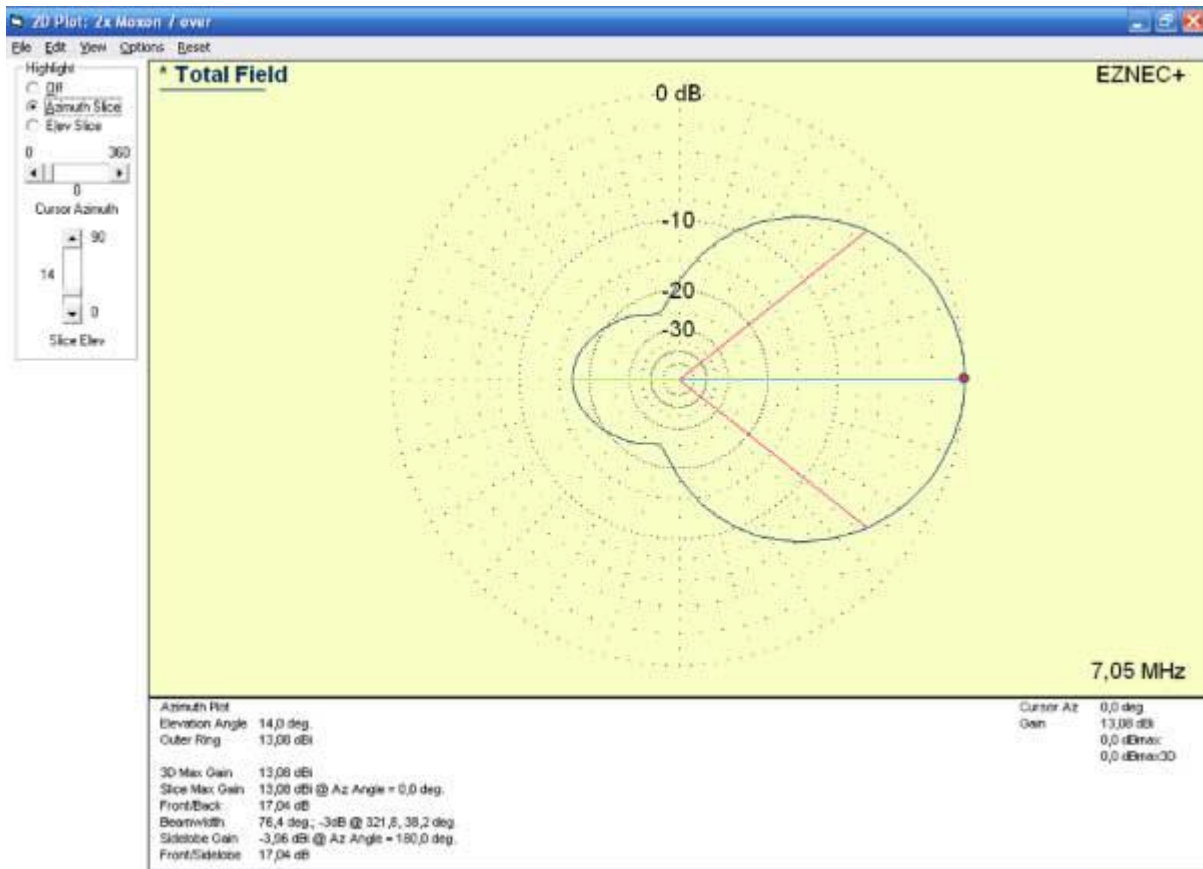 2D Plot: 2x Moxon / over
File Edit View Options Reset
Highlight
Off
Azimuth Slice
Elev Slice
0 360
0
Cursor Azimuth
90
14
0
Slice Elev
* Total Field
EZNEC+
0 dB
-10
-20
-30
7,05 MHz
Azimuth Plot
Elevation Angle 14,0 deg.
Outer Ring 13,08 dBi
3D Max Gain 13,08 dBi
Slice Max Gain 13,08 dBi @ Az Angle = 0,0 deg.
Front/Back 17,04 dB
Beamwidth 76,4 deg.; -3dB @ 321,8, 38,2 deg.
Sidelobe Gain -3,96 dBi @ Az Angle = 180,0 deg.
Front/Sidelobe 17,04 dB
Cursor Az 0,0 deg.
Gain 13,08 dBi
0,0 dBmax
0,0 dBmax3D